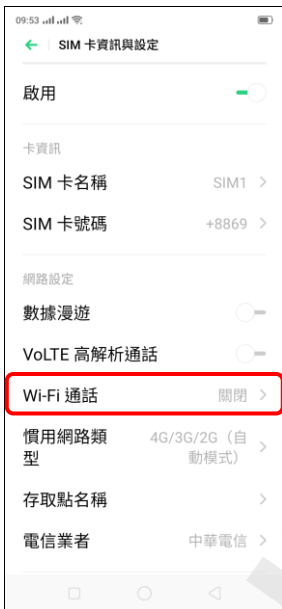 09:53
SIM 卡資訊與設定
啟用
卡資訊
SIM 卡名稱 SIM1
SIM 卡號碼 +8869
網路設定
數據漫遊
VoLTE 高解析通話
Wi-Fi 通話 關閉
慣用網路類 4G/3G/2G（自
型 動模式）
存取點名稱
電信業者 中華電信